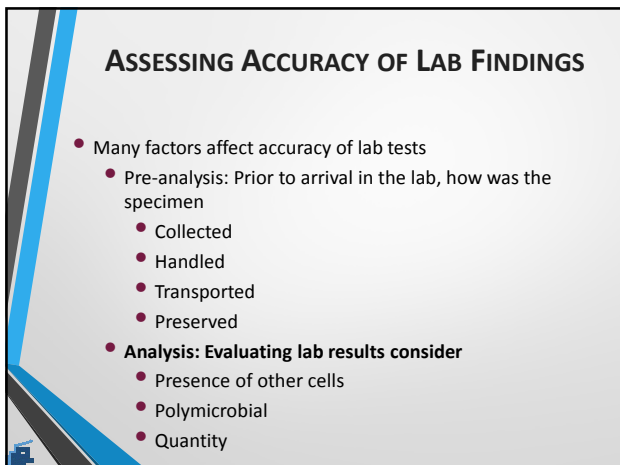 ASSESSING ACCURACY OF LAB FINDINGS
• Many factors affect accuracy of lab tests
• Pre-analysis: Prior to arrival in the lab, how was the
specimen
• Collected
• Handled
• Transported
• Preserved
• Analysis: Evaluating lab results consider
• Presence of other cells
• Polymicrobial
• Quantity